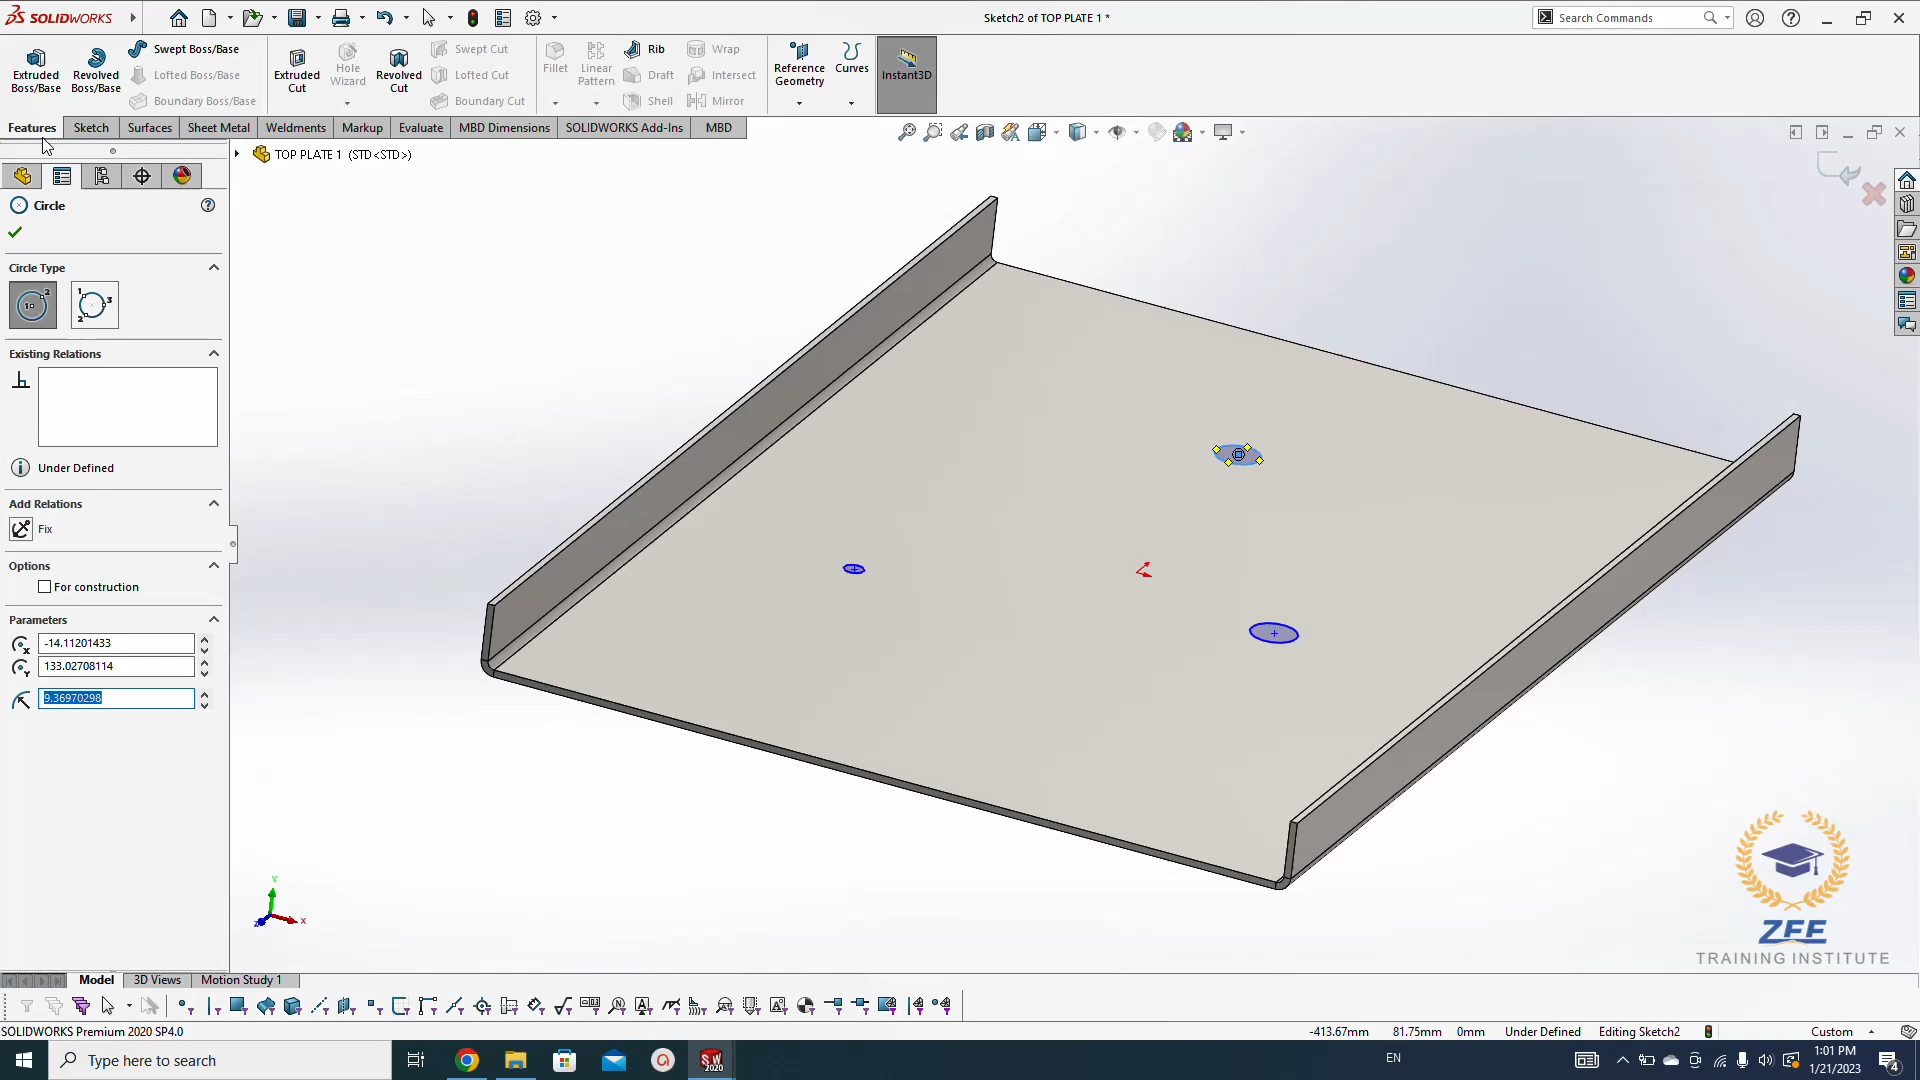 SOLIDWORKS
Sketch2 of TOP PLATE 1 *
Search Commands
Extruded Boss/Base
Revolved Boss/Base
Swept Boss/Base
Lofted Boss/Base
Boundary Boss/Base
Extruded Cut
Hole Wizard
Revolved Cut
Swept Cut
Lofted Cut
Boundary Cut
Fillet
Linear Pattern
Rib
Draft
Shell
Wrap
Intersect
Mirror
Reference Geometry
Curves
Instant3D
Features
Sketch
Surfaces
Sheet Metal
Weldments
Markup
Evaluate
MBD Dimensions
SOLIDWORKS Add-Ins
MBD
TOP PLATE 1 (STD<STD>)
Circle
Circle Type
Existing Relations
Under Defined
Add Relations
Fix
Options
For construction
Parameters
-14.11201433
133.02708114
9.36970298
Y
X
Z
ZEE
TRAINING INSTITUTE
Model
3D Views
Motion Study 1
SOLIDWORKS Premium 2020 SP4.0
-413.67mm
81.75mm
0mm
Under Defined
Editing Sketch2
Custom
Type here to search
SW
2020
EN
1:01 PM
1/21/2023
4